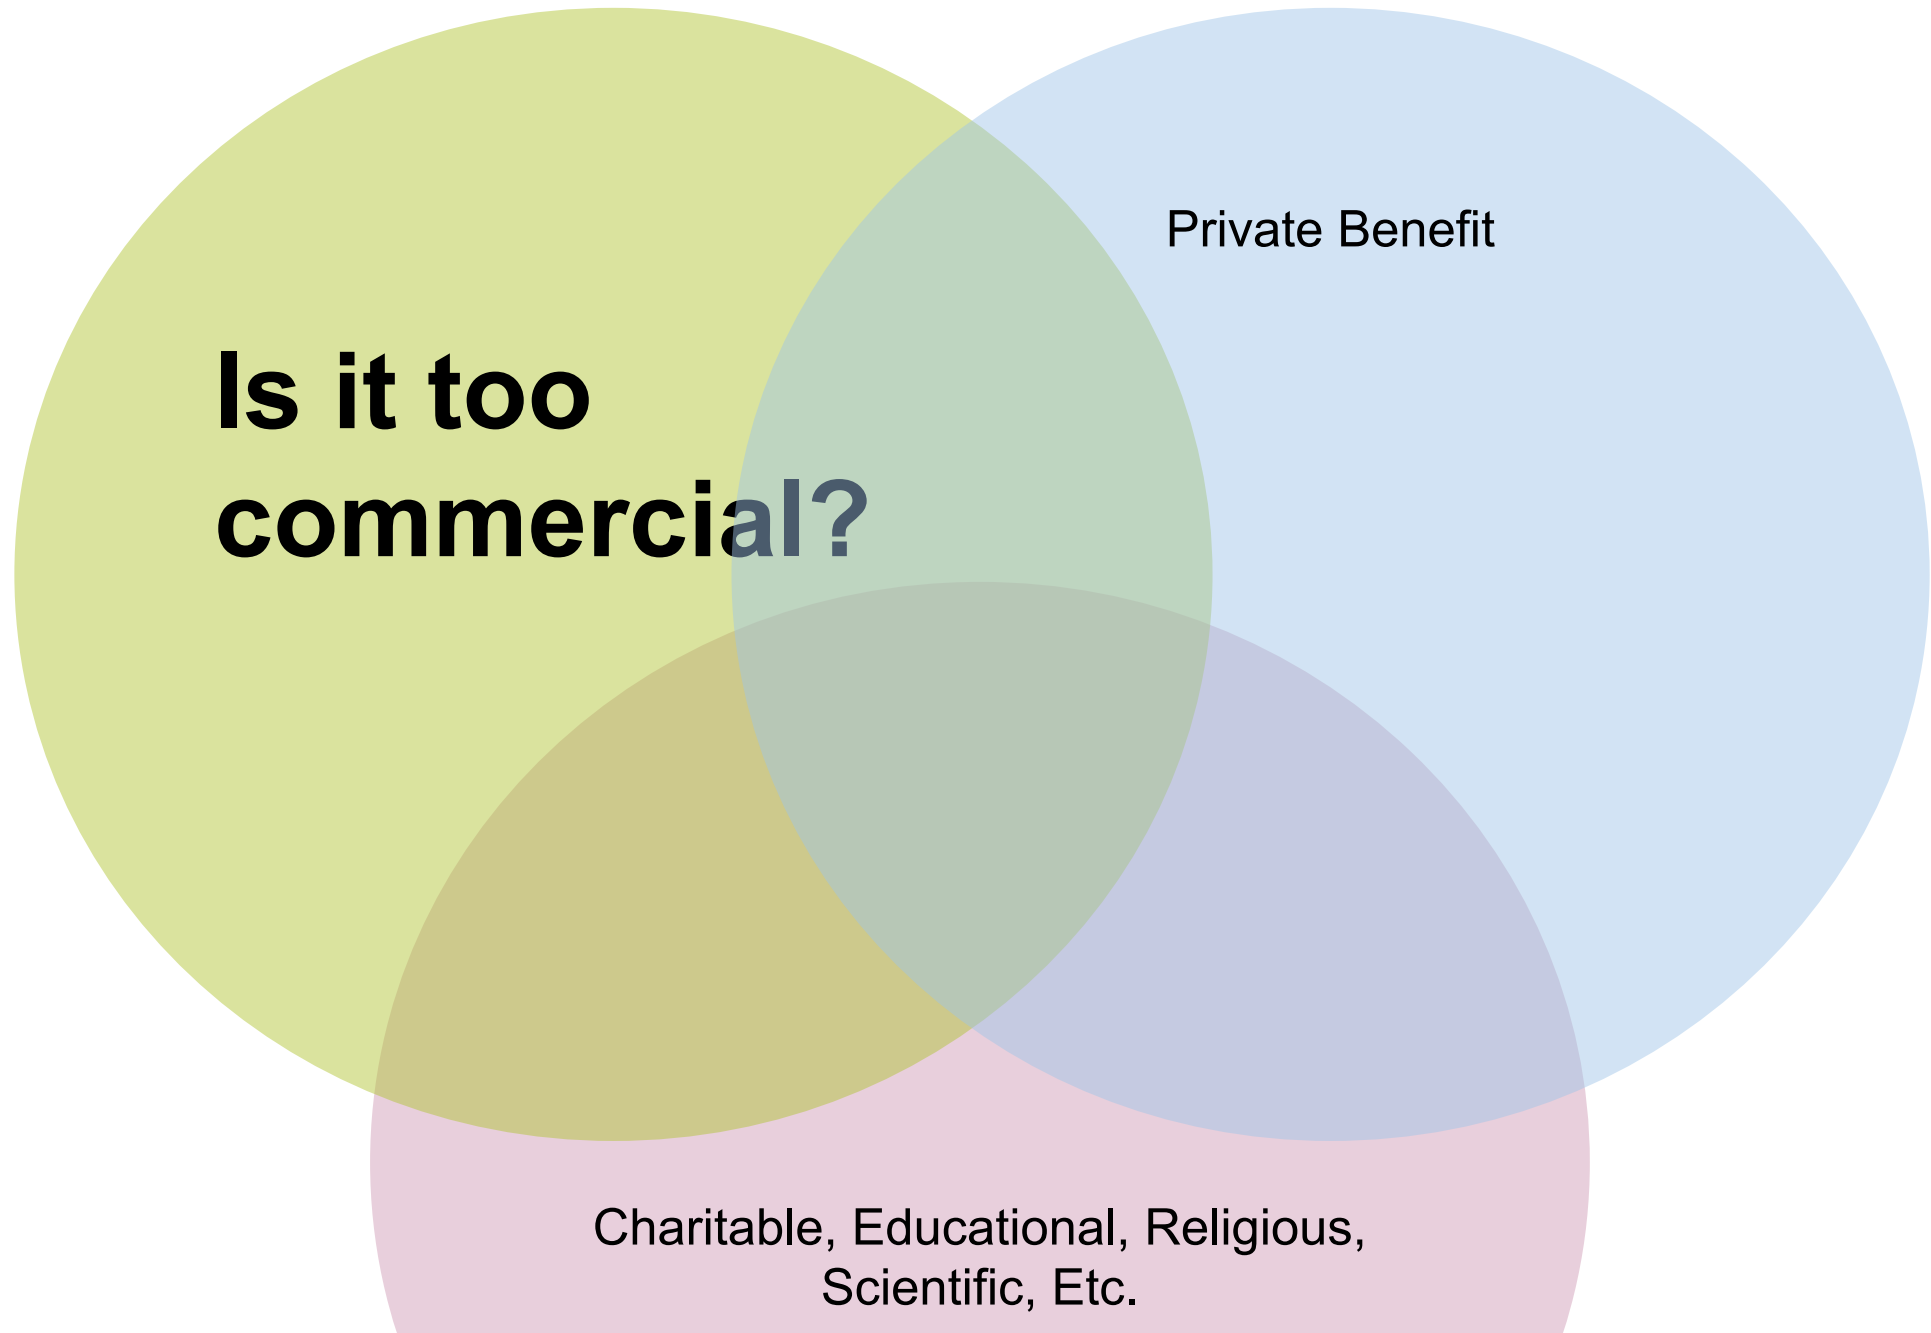 Private Benefit
Is it too
commercial?
Charitable, Educational, Religious,
Scientific, Etc.